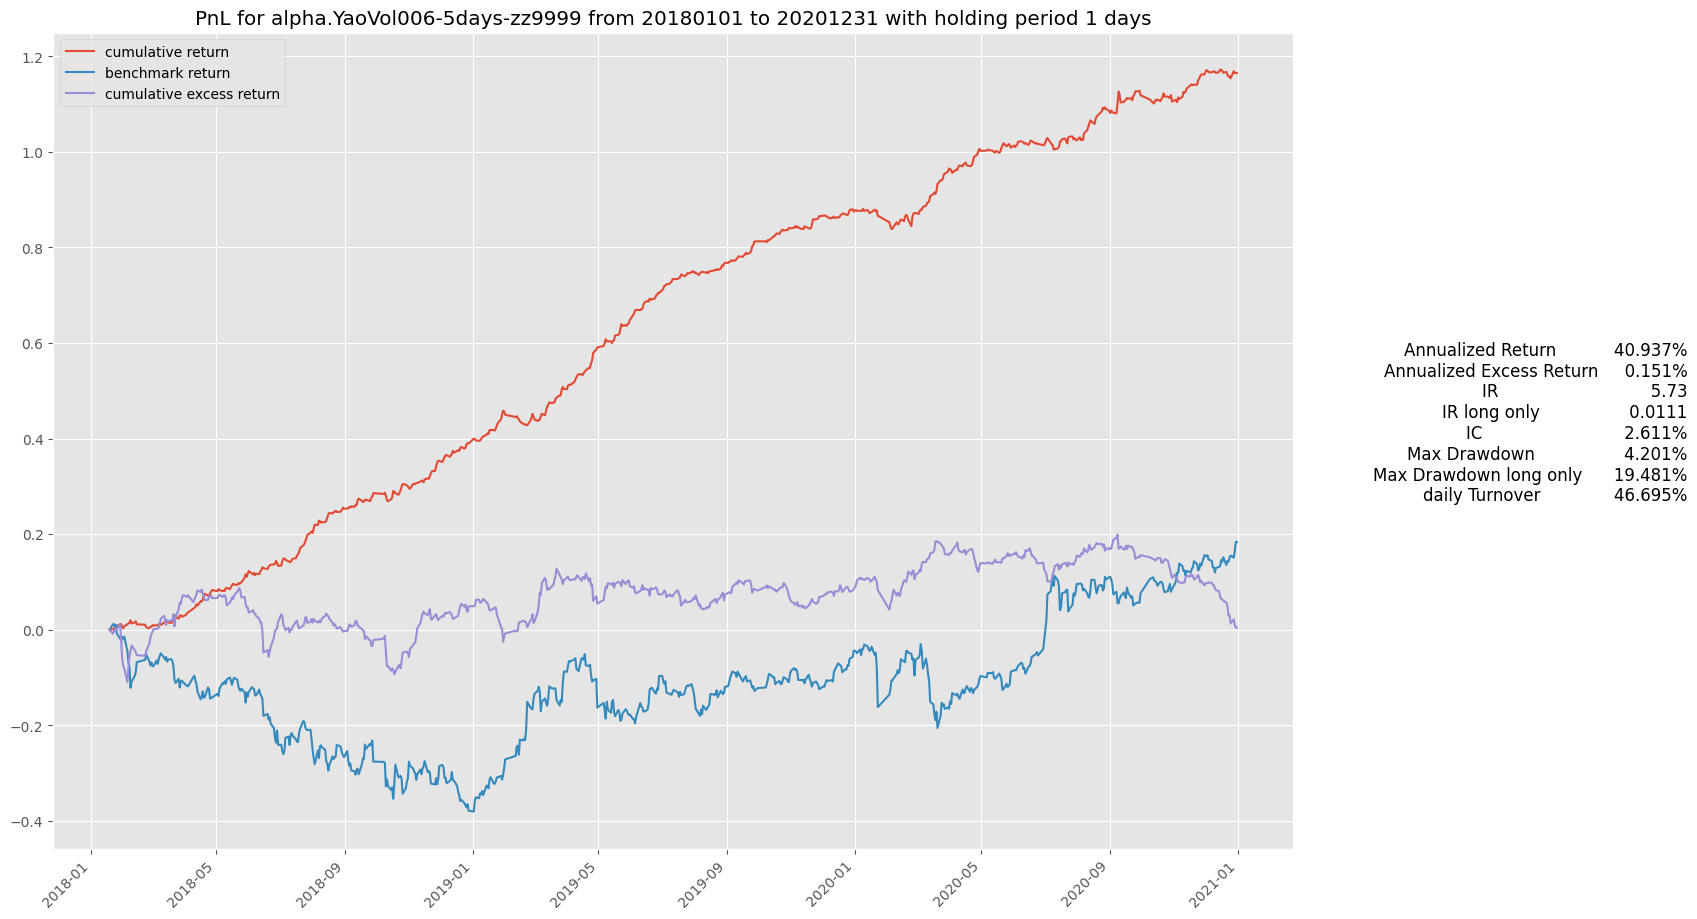 PnL for alpha.YaoVol006-5days-zz9999 from 20180101 to 20201231 with holding period 1 days
cumulative return
benchmark return
cumulative excess return
1.2
1.0
0.8
0.6
0.4
0.2
0.0
−0.2
−0.4
2018-01
2018-05
2018-09
2019-01
2019-05
2019-09
2020-01
2020-05
2020-09
2021-01
Annualized Return 40.937%
Annualized Excess Return 0.151%
IR 5.73
IR long only 0.0111
IC 2.611%
Max Drawdown 4.201%
Max Drawdown long only 19.481%
daily Turnover 46.695%